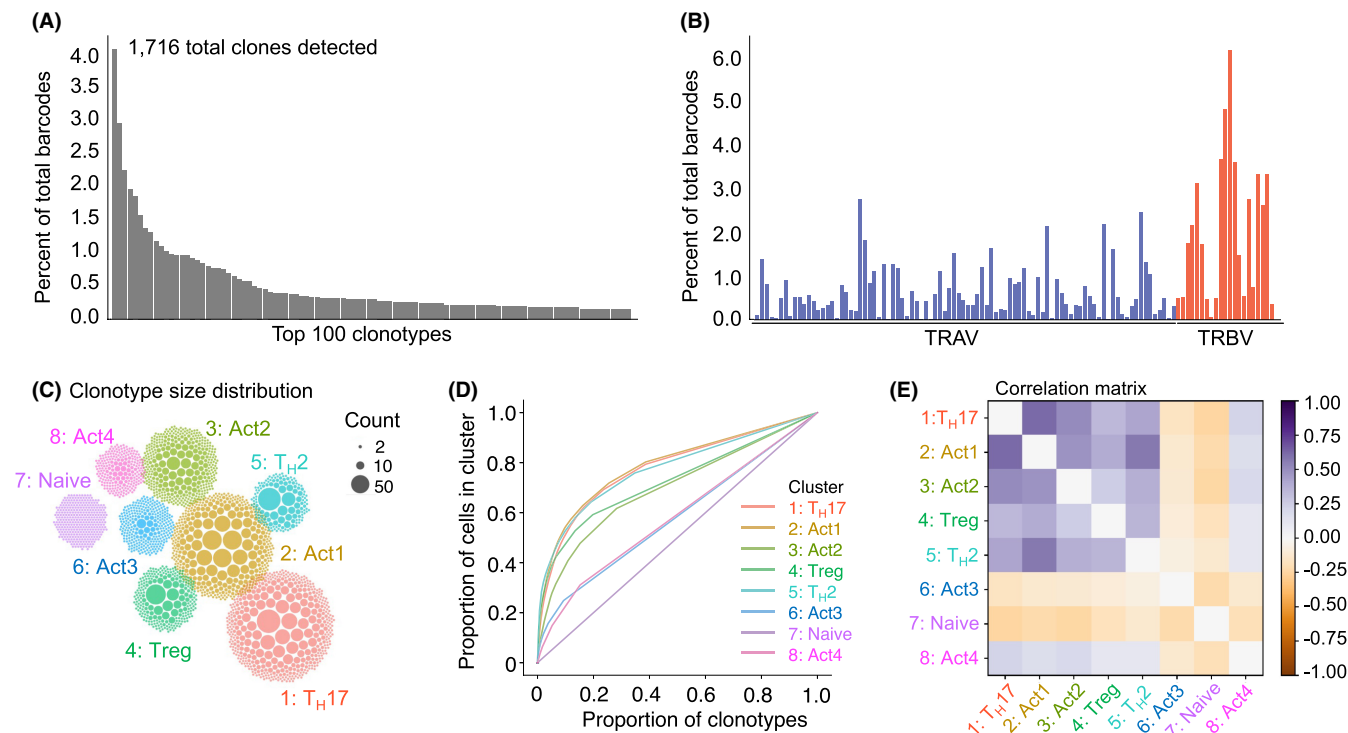 (A)
1,716 total clones detected
Percent of total barcodes
4.0
3.5
3.0
2.5
2.0
1.5
1.0
0.5
0.0
Top 100 clonotypes
(B)
Percent of total barcodes
6.0
5.0
4.0
3.0
2.0
1.0
0.0
TRAV
TRBV
(C) Clonotype size distribution
Count
2
10
50
8: Act4
3: Act2
7: Naive
5: TH2
6: Act3
2: Act1
4: Treg
1: TH17
(D)
Proportion of cells in cluster
1.0
0.8
0.6
0.4
0.2
0
0
0.2
0.4
0.6
0.8
1.0
Proportion of clonotypes
Cluster
1: TH17
2: Act1
3: Act2
4: Treg
5: TH2
6: Act3
7: Naive
8: Act4
(E)
Correlation matrix
1:TH17
2: Act1
3: Act2
4: Treg
5: TH2
6: Act3
7: Naive
8: Act4
1: TH17
2: Act1
3: Act2
4: Treg
5: TH2
6: Act3
7: Naive
8: Act4
1.00
0.75
0.50
0.25
0.00
-0.25
-0.50
-0.75
-1.00